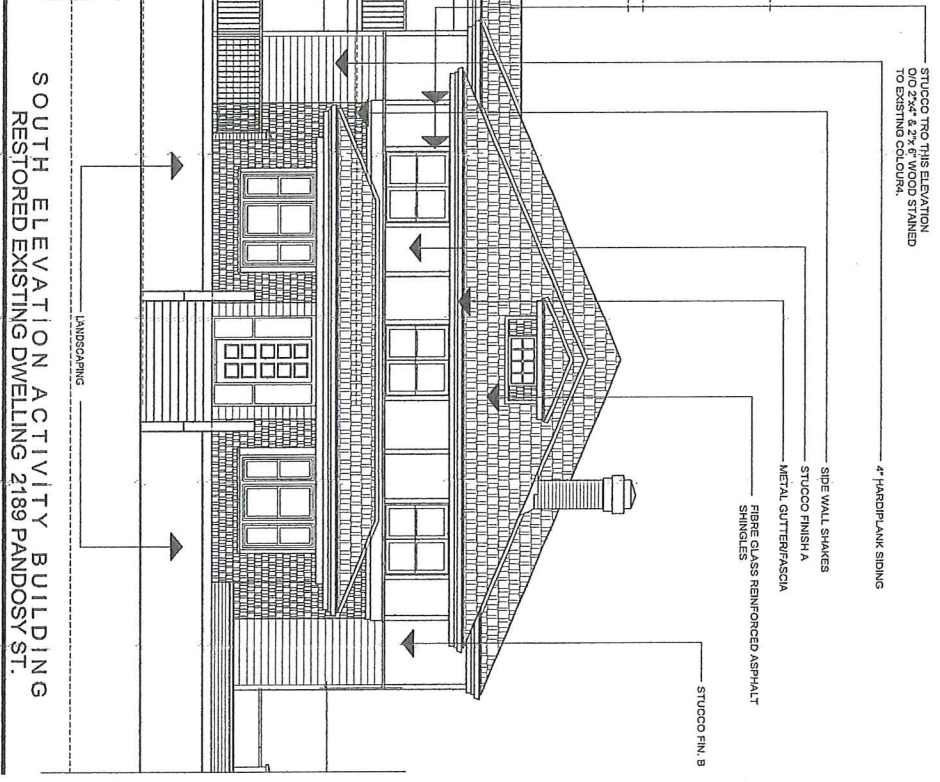 STUCCO TRO THIS ELEVATION
O/O 2"x4" & 2"x 6" WOOD STAINED
TO EXISTING COLOUR4.
4" HARDIPLANK SIDING
SIDE WALL SHAKES
STUCCO FINISH A
METAL GUTTER/FASCIA
FIBRE GLASS REINFORCED ASPHALT
SHINGLES
STUCCO FIN. B
LANDSCAPING
SOUTH ELEVATION ACTIVITY BUILDING
RESTORED EXISTING DWELLING 2189 PANDOSY ST.